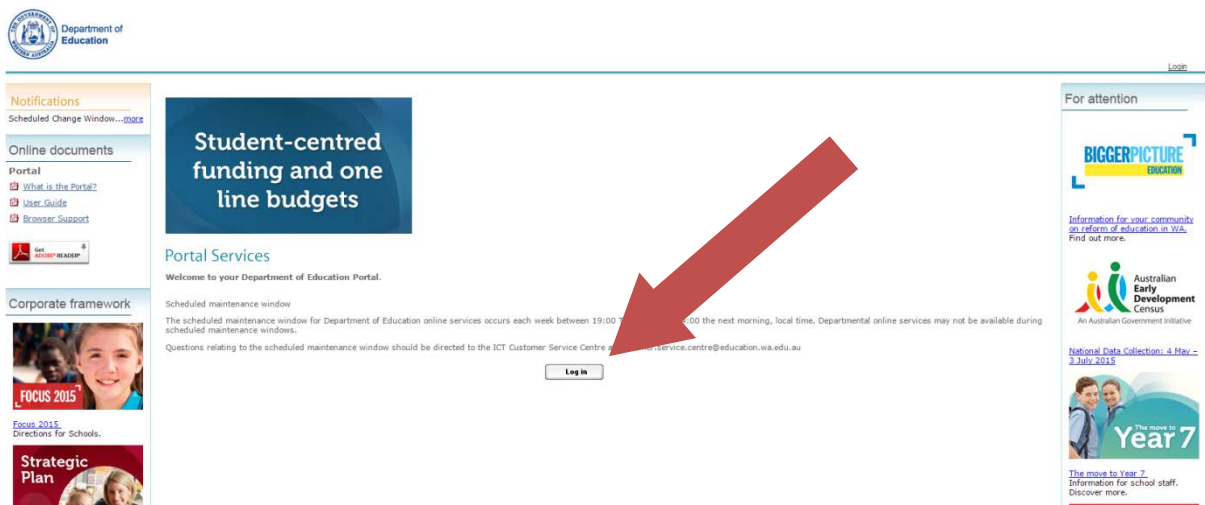 Department of
Education
Login
Notifications
Scheduled Change Window...more
Online documents
Portal
What is the Portal?
User Guide
Browser Support
Get
ADOBE® READER®
Corporate framework
FOCUS 2015
Focus 2015
Directions for Schools.
Strategic
Plan
Student-centred
funding and one
line budgets
Portal Services
Welcome to your Department of Education Portal.
Scheduled maintenance window
The scheduled maintenance window for Department of Education online services occurs each week between 19:00 :00 the next morning, local time. Departmental online services may not be available during
scheduled maintenance windows.
Questions relating to the scheduled maintenance window should be directed to the ICT Customer Service Centre er.service.centre@education.wa.edu.au
Log in
For attention
BIGGERPICTURE
EDUCATION
Information for your community
on reform of education in WA.
Find out more.
Australian
Early
Development
Census
An Australian Government Initiative
National Data Collection: 4 May –
3 July 2015
The move to
Year 7
The move to Year 7
Information for school staff.
Discover more.